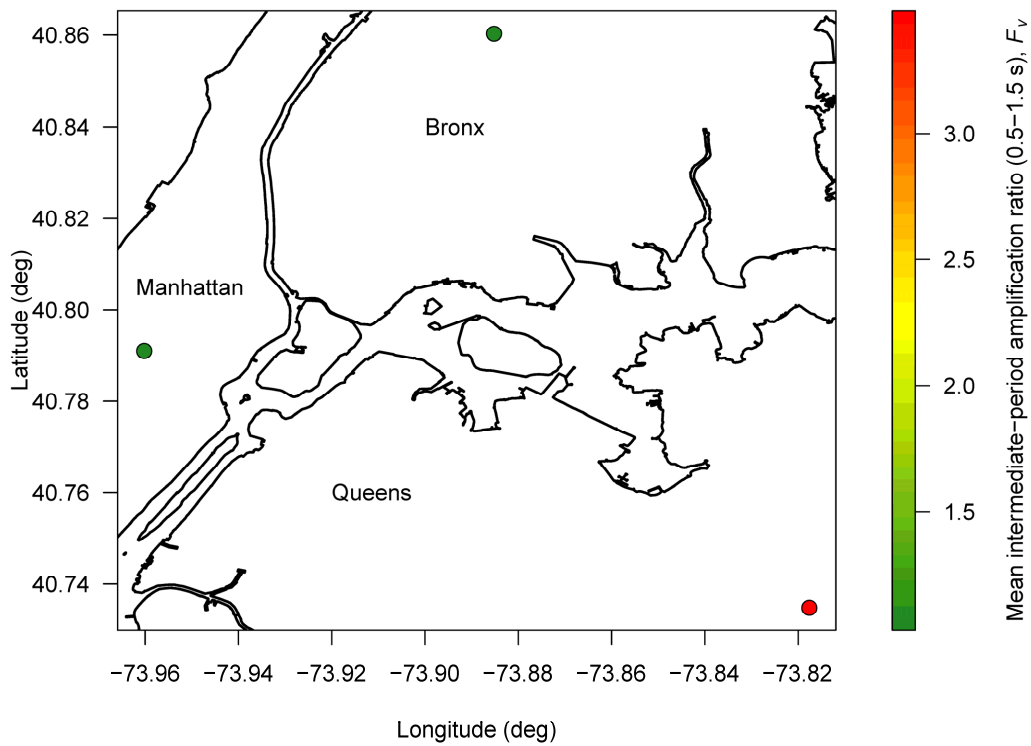 40.86
40.84
40.82
40.80
40.78
40.76
40.74
Latitude (deg)
Bronx
Manhattan
Queens
−73.96 −73.94 −73.92 −73.90 −73.88 −73.86 −73.84 −73.82
Longitude (deg)
3.0
2.5
2.0
1.5
Mean intermediate−period amplification ratio (0.5−1.5 s), Fv